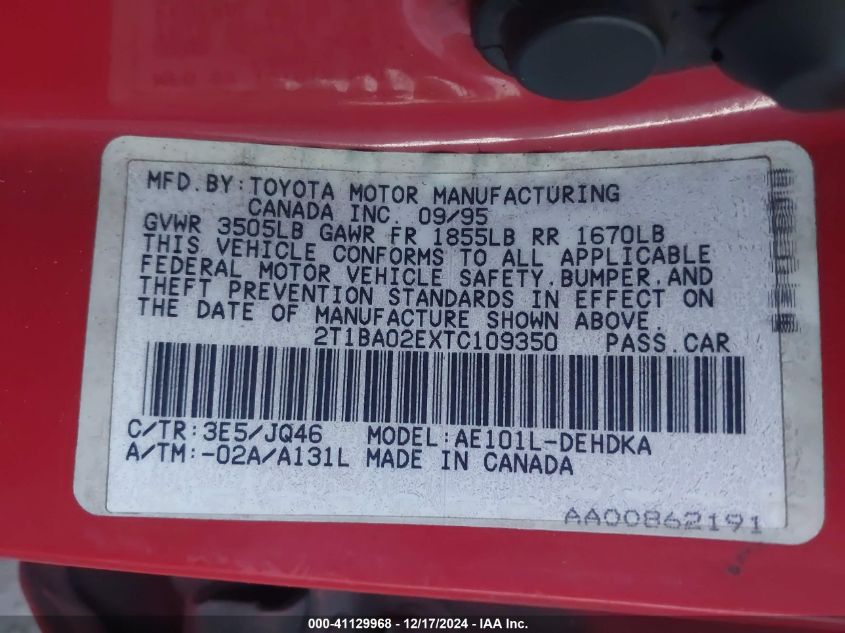 MFD. BY: TOYOTA MOTOR MANUFACTURING
CANADA INC. 09/95
GVWR 3505LB GAWR FR 1855LB RR 1670LB
THIS VEHICLE CONFORMS TO ALL APPLICABLE
FEDERAL MOTOR VEHICLE SAFETY, BUMPER, AND
THEFT PREVENTION STANDARDS IN EFFECT ON
THE DATE OF MANUFACTURE SHOWN ABOVE.
2T1BA02EXTC109350 PASS. CAR
C/TR: 3E5/JQ46 MODEL: AE101L-DEHDKA
A/TM: -02A/A131L MADE IN CANADA
AA00862191
000-41129968 - 12/17/2024 - IAA Inc.